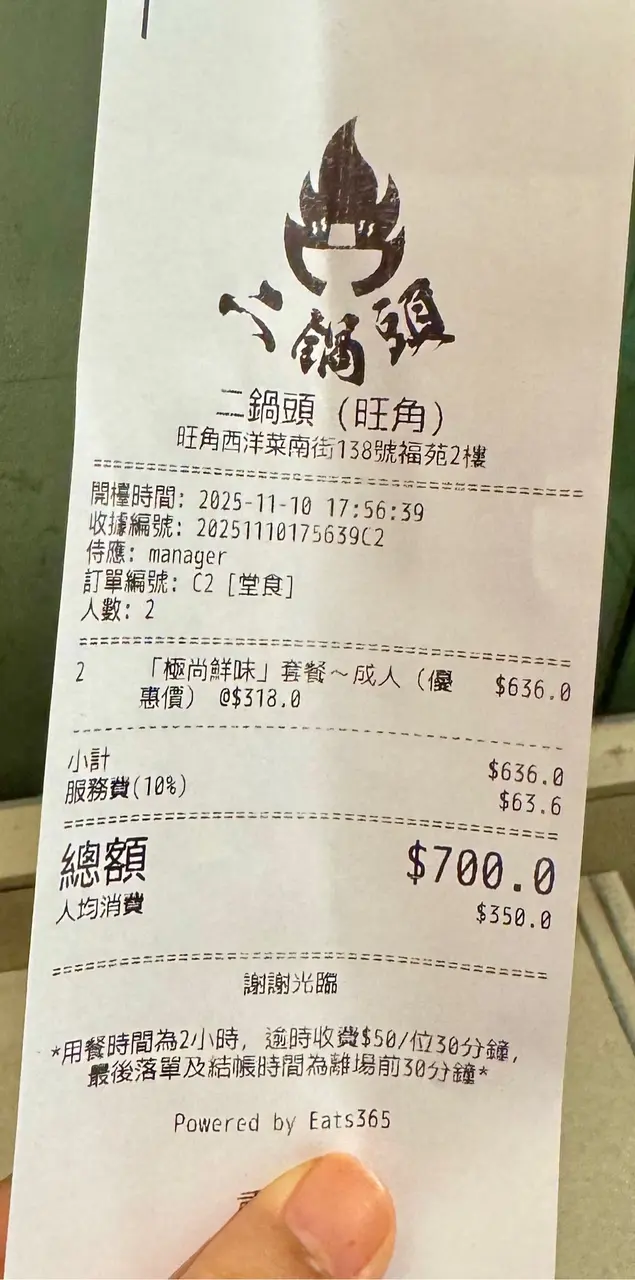 二鍋頭
二鍋頭 (旺角)
旺角西洋菜南街138號福苑2樓
開檯時間: 2025-11-10 17:56:39
收據編號: 20251110175639C2
侍應: manager
訂單編號: C2 [堂食]
人數: 2
2 「極尚鮮味」套餐～成人 (優 $636.0
惠價) @$318.0
小計 $636.0
服務費(10%) $63.6
總額 $700.0
人均消費 $350.0
謝謝光臨
*用餐時間為2小時, 逾時收費$50/位30分鐘,
最後落單及結帳時間為離場前30分鐘*
Powered by Eats365